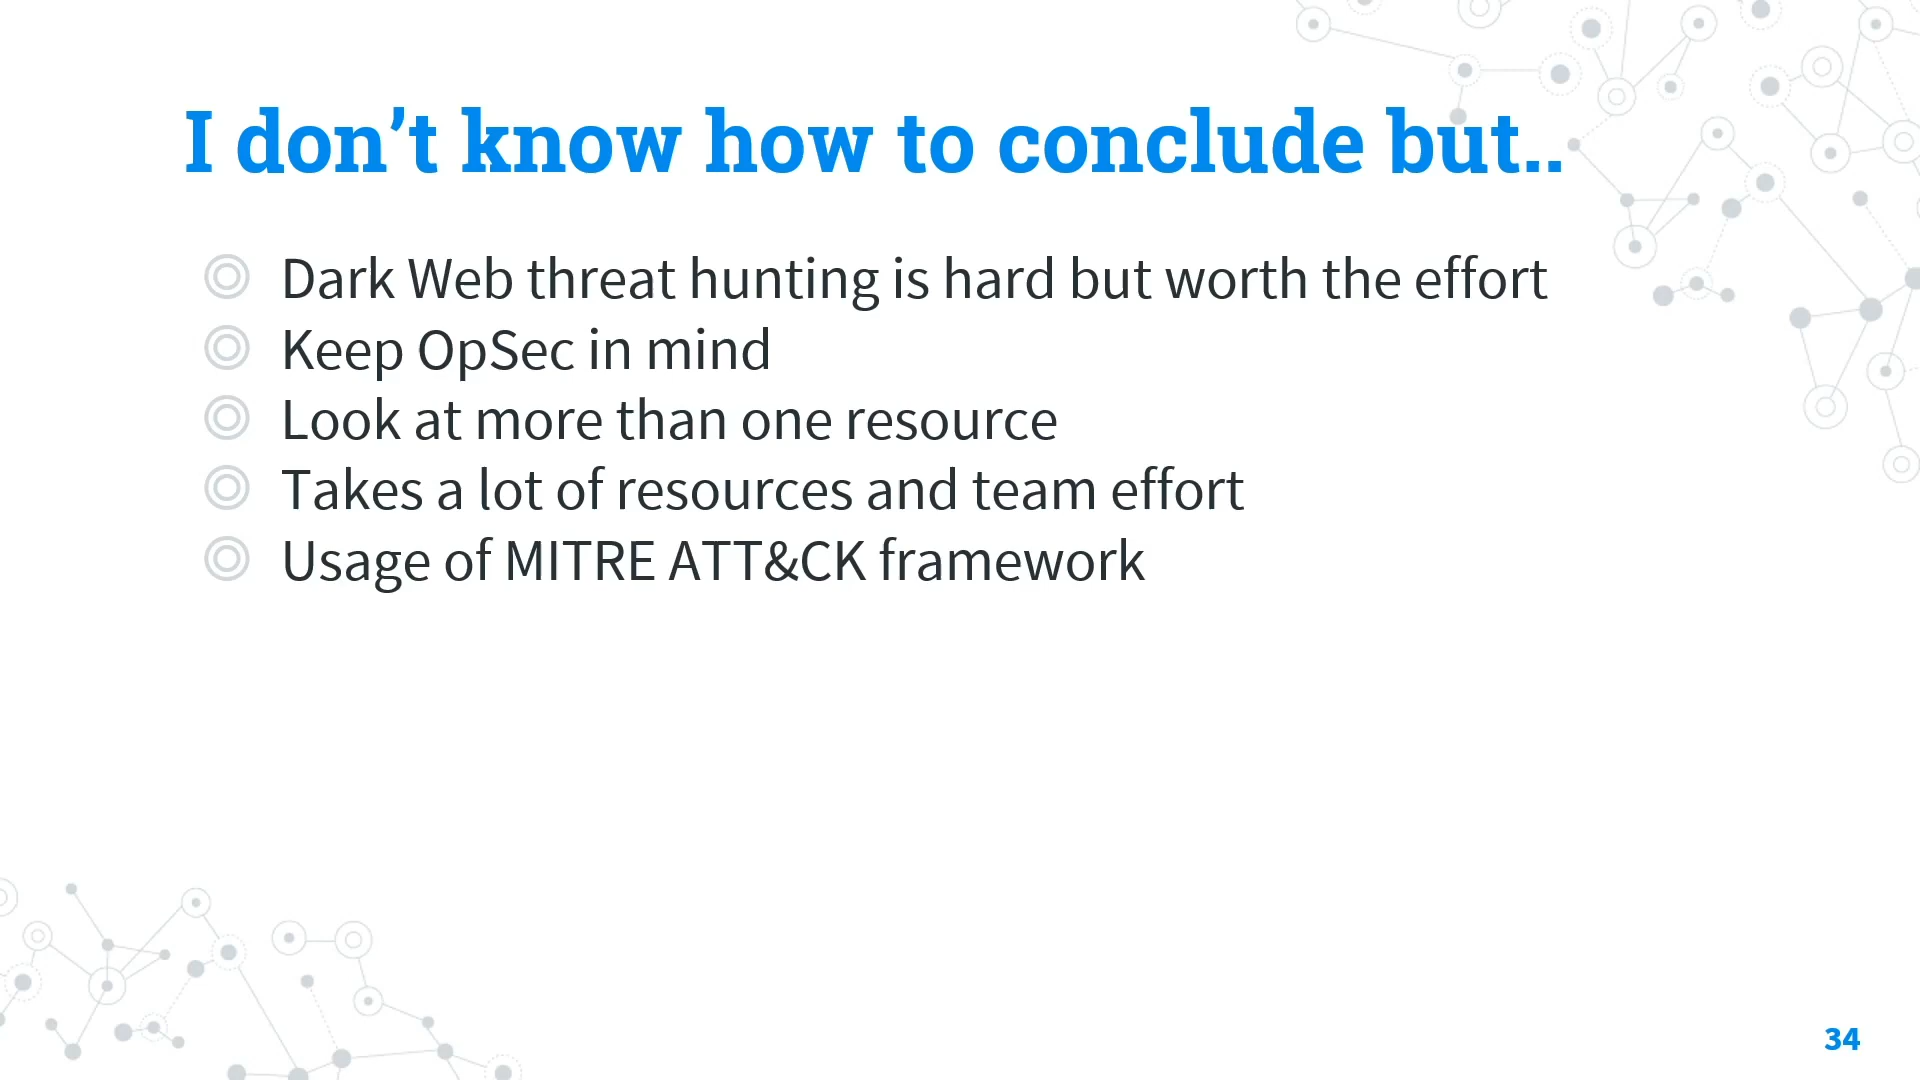 I don’t know how to conclude but..
Dark Web threat hunting is hard but worth the effort
Keep OpSec in mind
Look at more than one resource
Takes a lot of resources and team effort
Usage of MITRE ATT&CK framework
34